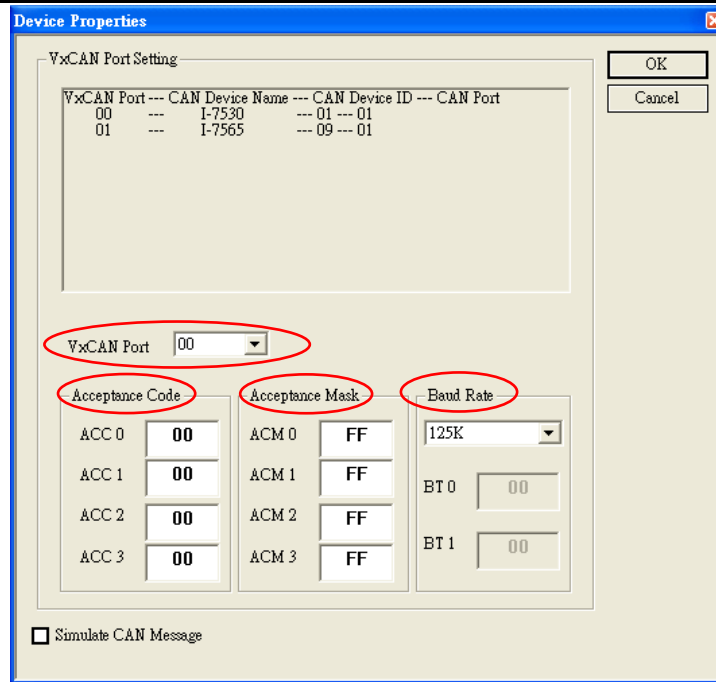 Device Properties
VxCAN Port Setting
OK
Cancel
VxCAN Port --- CAN Device Name --- CAN Device ID --- CAN Port
00 --- I-7530 --- 01 --- 01
01 --- I-7565 --- 09 --- 01
VxCAN Port 00
Acceptance Code
Acceptance Mask
Baud Rate
ACC 0 00
ACM 0 FF
125K
ACC 1 00
ACM 1 FF
BT 0 00
ACC 2 00
ACM 2 FF
BT 1 00
ACC 3 00
ACM 3 FF
Simulate CAN Message